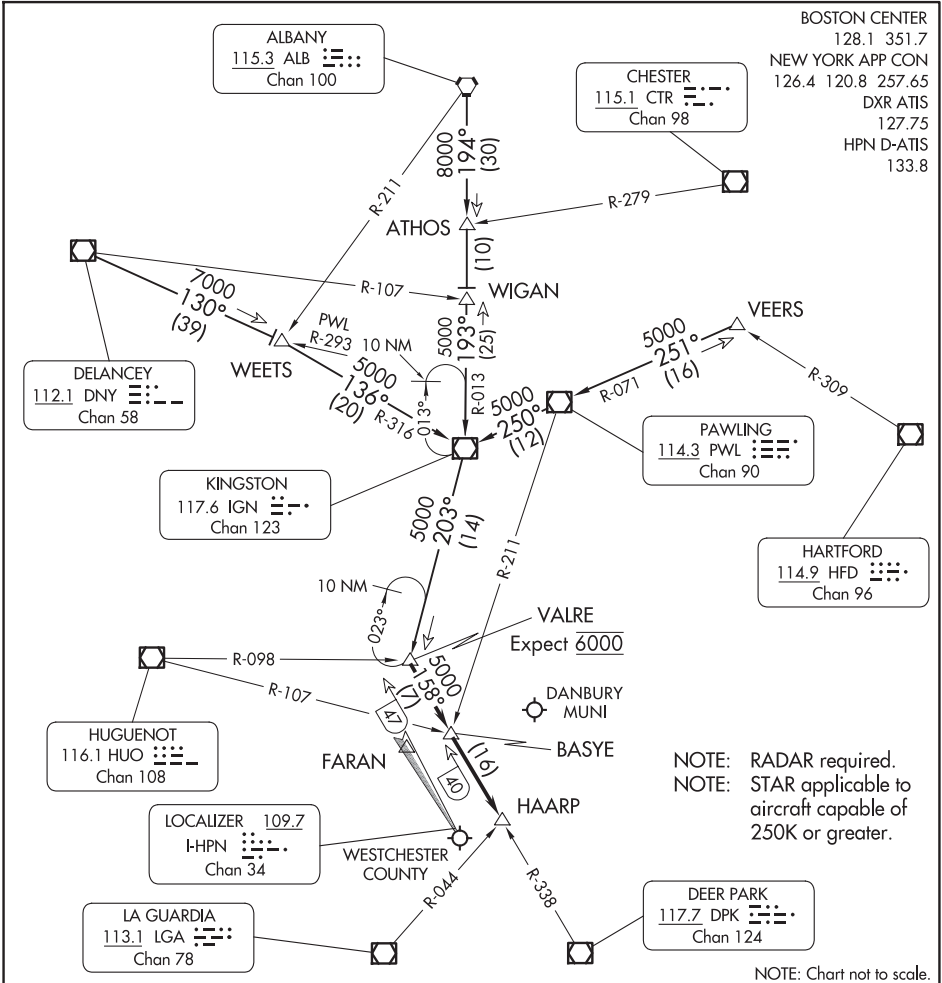 BOSTON CENTER
128.1 351.7
NEW YORK APP CON
126.4 120.8 257.65
DXR ATIS
127.75
HPN D-ATIS
133.8
ALBANY
115.3 ALB
Chan 100
CHESTER
115.1 CTR
Chan 98
8000
194°
(30)
R-211
R-279
ATHOS
(10)
R-107
WIGAN
7000
130°
(39)
PWL
R-293
10 NM
5000
193°
(25)
VEERS
5000
251°
(16)
WEETS
5000
136°
(20)
R-316
013°
R-013
5000
250°
(12)
R-071
R-309
DELANCEY
112.1 DNY
Chan 58
PAWLING
114.3 PWL
Chan 90
KINGSTON
117.6 IGN
Chan 123
5000
203°
(14)
R-211
HARTFORD
114.9 HFD
Chan 96
10 NM
023°
VALRE
Expect 6000
R-098
R-107
5000
158°
(7)
47
DANBURY
MUNI
HUGUENOT
116.1 HUO
Chan 108
FARAN
BASYE
(16)
40
HAARP
NOTE: RADAR required.
NOTE: STAR applicable to
aircraft capable of
250K or greater.
LOCALIZER 109.7
I-HPN
Chan 34
WESTCHESTER
COUNTY
R-044
R-338
LA GUARDIA
113.1 LGA
Chan 78
DEER PARK
117.7 DPK
Chan 124
NOTE: Chart not to scale.